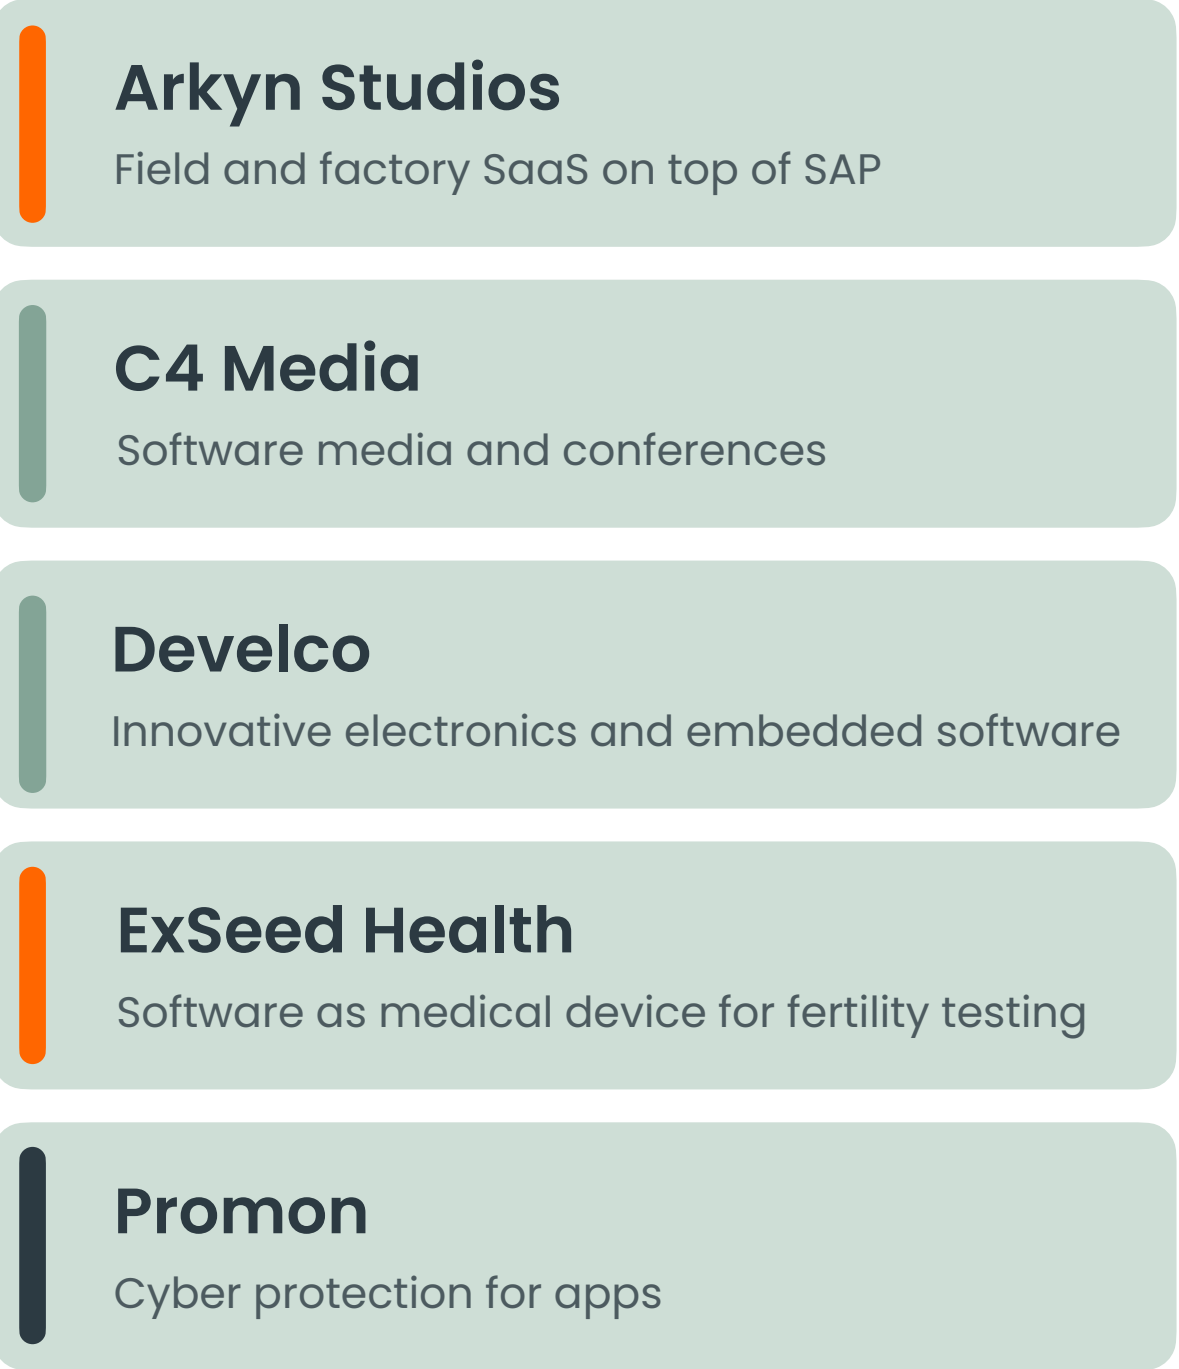 Arkyn Studios
Field and factory SaaS on top of SAP
C4 Media
Software media and conferences
Develco
Innovative electronics and embedded software
ExSeed Health
Software as medical device for fertility testing
Promon
Cyber protection for apps